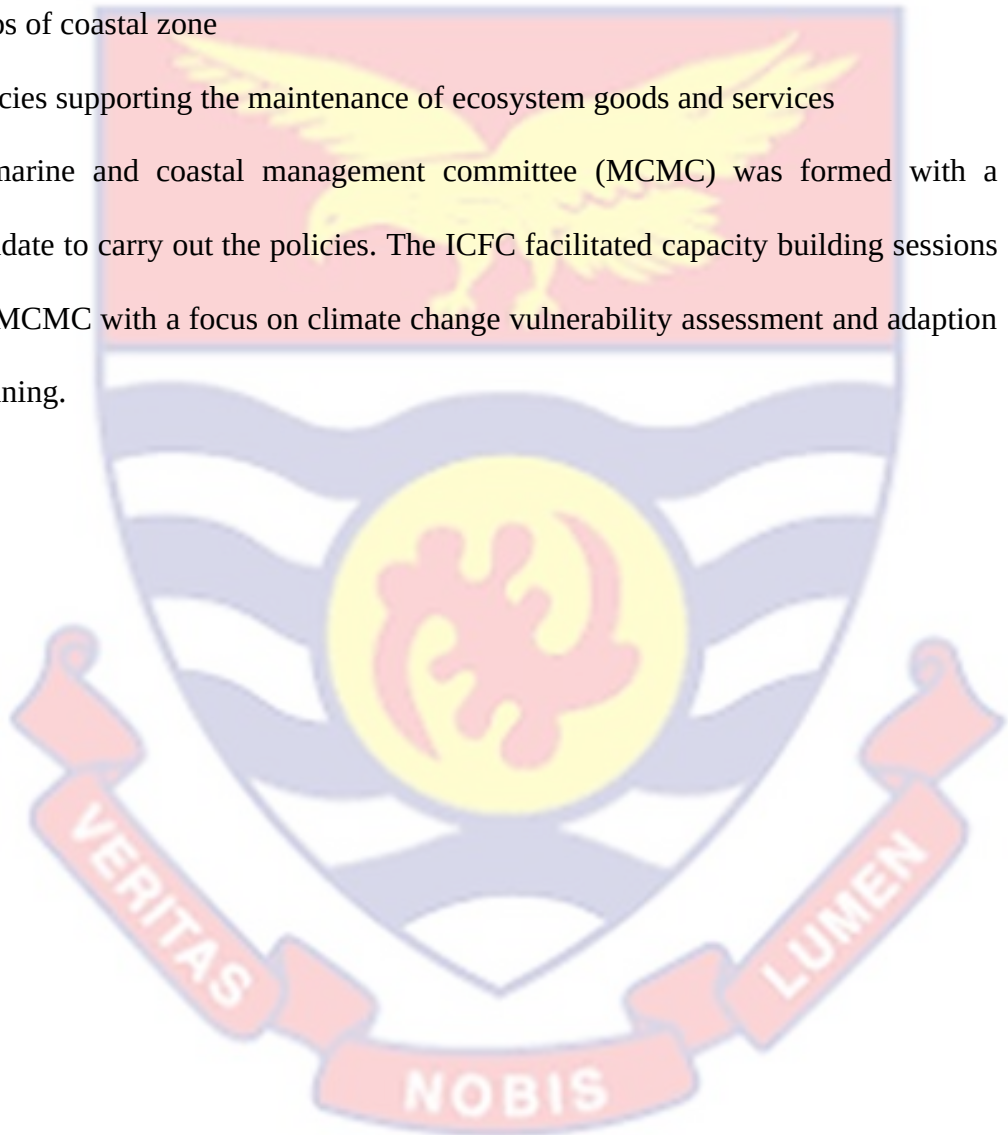 os of coastal zone
cies supporting the maintenance of ecosystem goods and services
marine and coastal management committee (MCMC) was formed with a
date to carry out the policies. The ICFC facilitated capacity building sessions
MCMC with a focus on climate change vulnerability assessment and adaption
ning.
VERITAS
NOBIS
LUMEN